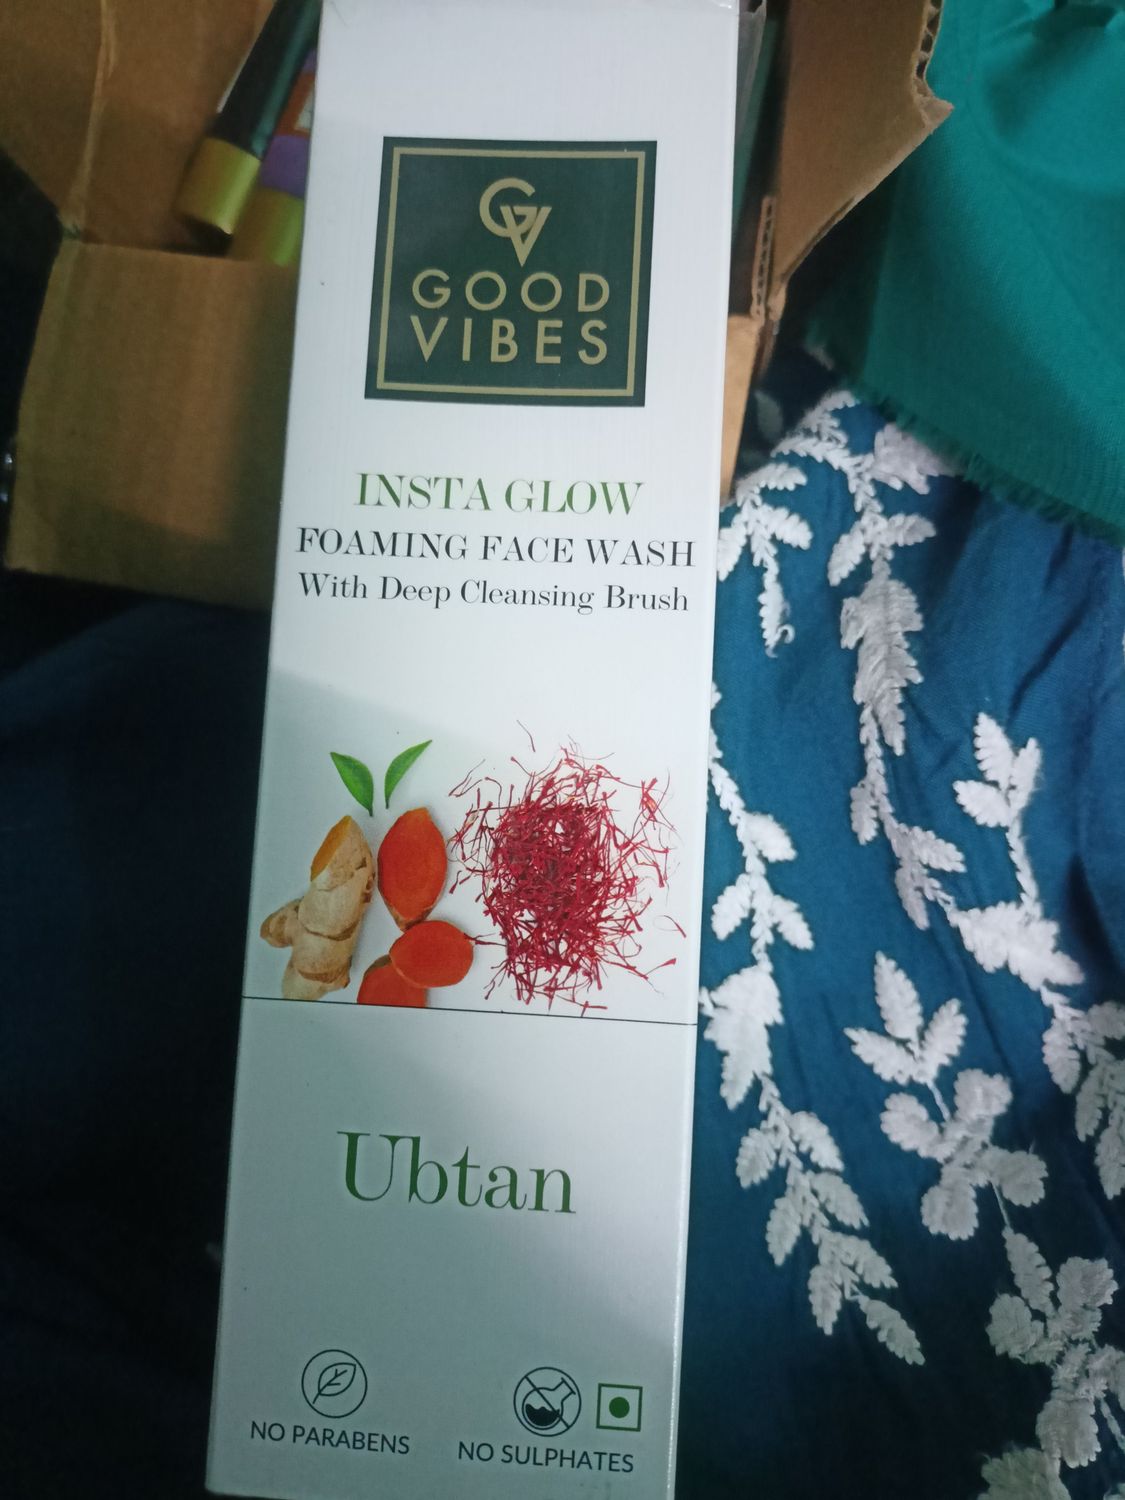 GV
GOOD
VIBES
INSTA GLOW
FOAMING FACE WASH
With Deep Cleansing Brush
Ubtan
NO PARABENS
NO SULPHATES